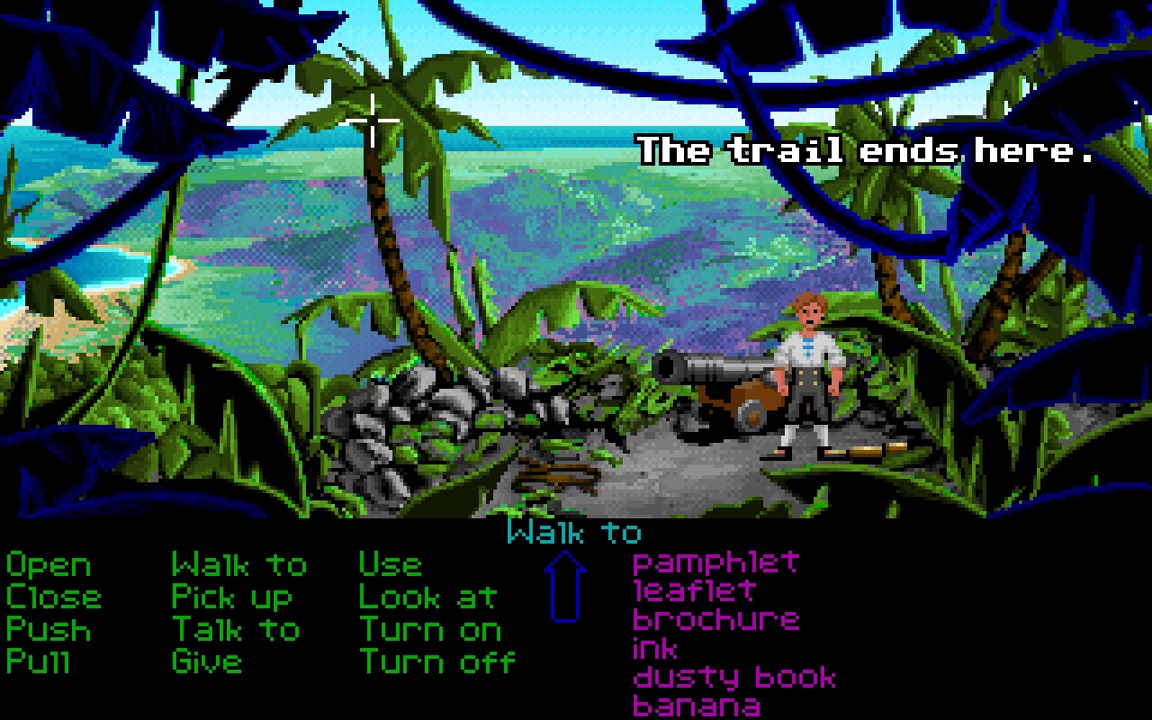 The trail ends here.
Walk to
Open Walk to Use
Close Pick up Look at
Push Talk to Turn on
Pull Give Turn off
pamphlet
leaflet
brochure
ink
dusty book
banana